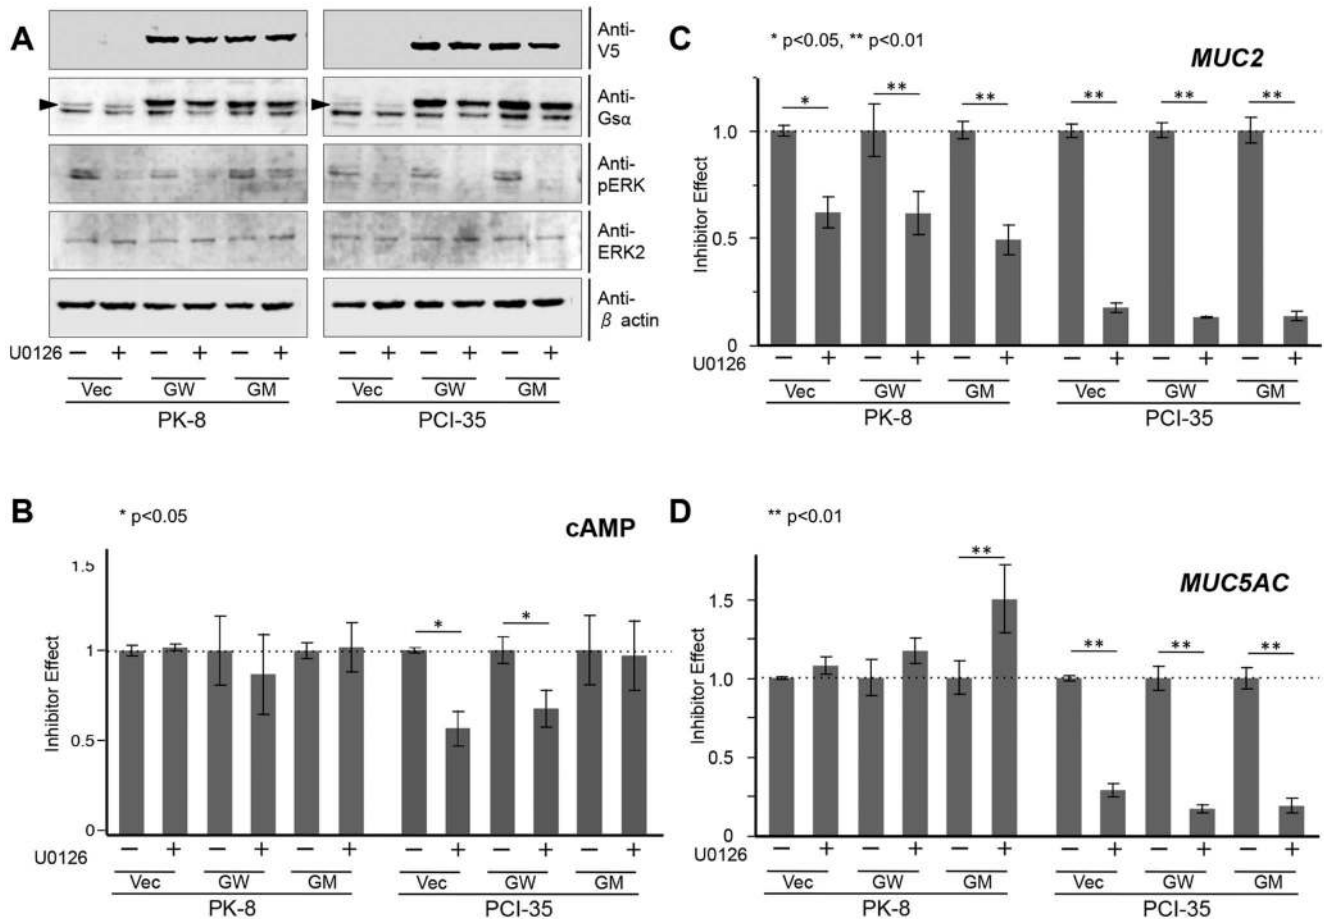 A
Anti-
V5
Anti-
Gsα
Anti-
pERK
Anti-
ERK2
Anti-
β actin
U0126 − + − + − + − + − + − +
Vec GW GM Vec GW GM
PK-8 PCI-35
B
* p<0.05
cAMP
Inhibitor Effect
1.5
1
0.5
0
* *
U0126 − + − + − + − + − + − +
Vec GW GM Vec GW GM
PK-8 PCI-35
C
* p<0.05, ** p<0.01
MUC2
Inhibitor Effect
1.0
0.5
0
* ** ** ** ** **
U0126 − + − + − + − + − + − +
Vec GW GM Vec GW GM
PK-8 PCI-35
D
** p<0.01
MUC5AC
Inhibitor Effect
1.5
1.0
0.5
0
** ** ** **
U0126 − + − + − + − + − + − +
Vec GW GM Vec GW GM
PK-8 PCI-35